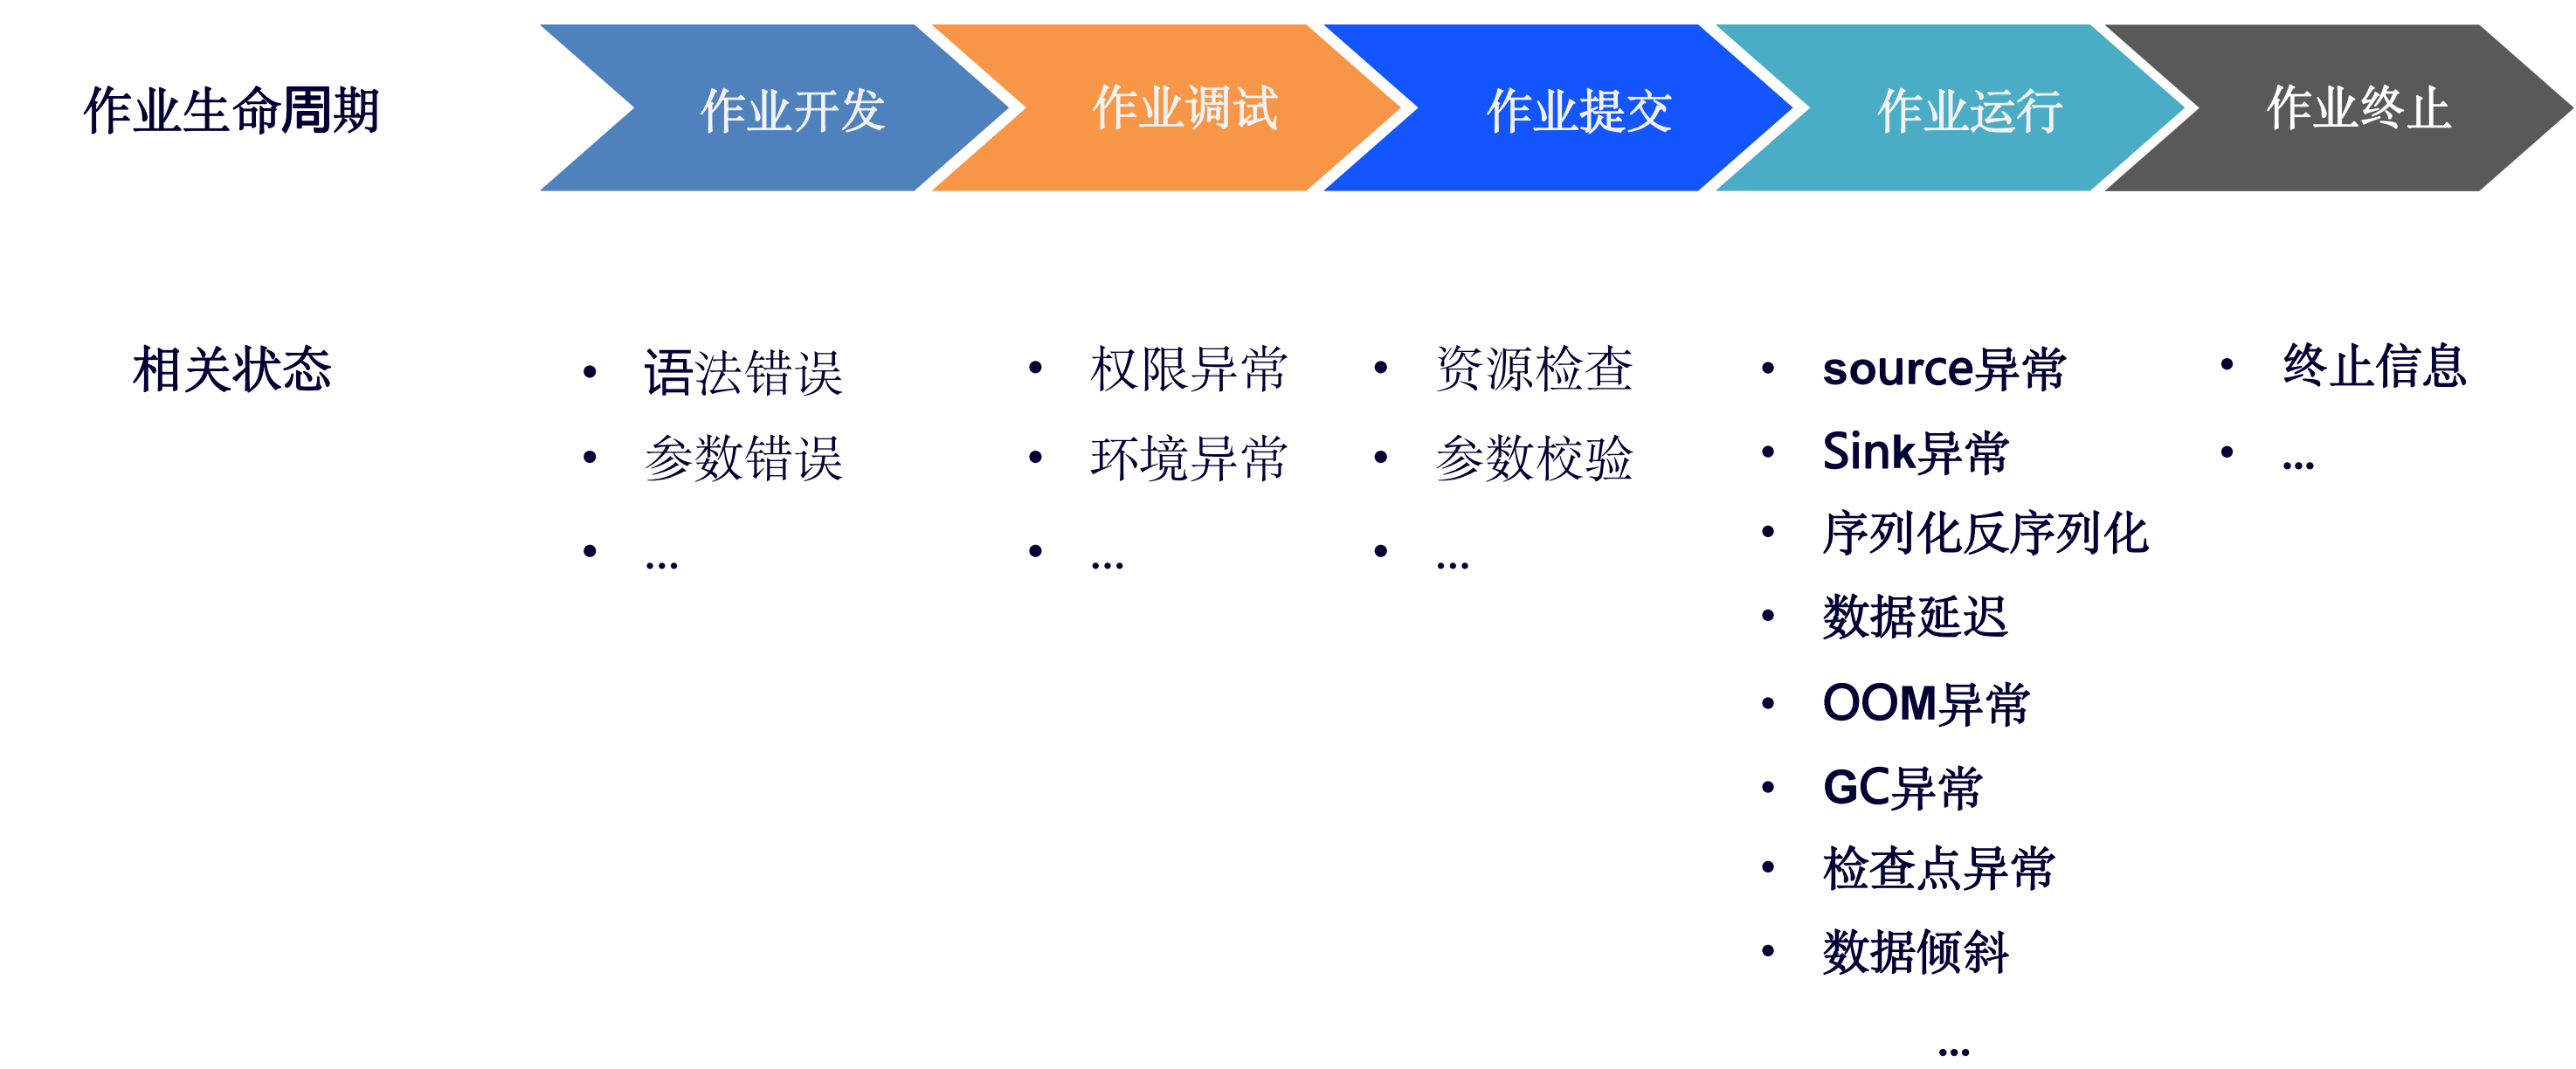 作业生命周期
作业开发
作业调试
作业提交
作业运行
作业终止
相关状态
• 语法错误
• 参数错误
• ...
• 权限异常
• 环境异常
• ...
• 资源检查
• 参数校验
• ...
• source异常
• Sink异常
• 序列化反序列化
• 数据延迟
• OOM异常
• GC异常
• 检查点异常
• 数据倾斜
...
• 终止信息
• ...